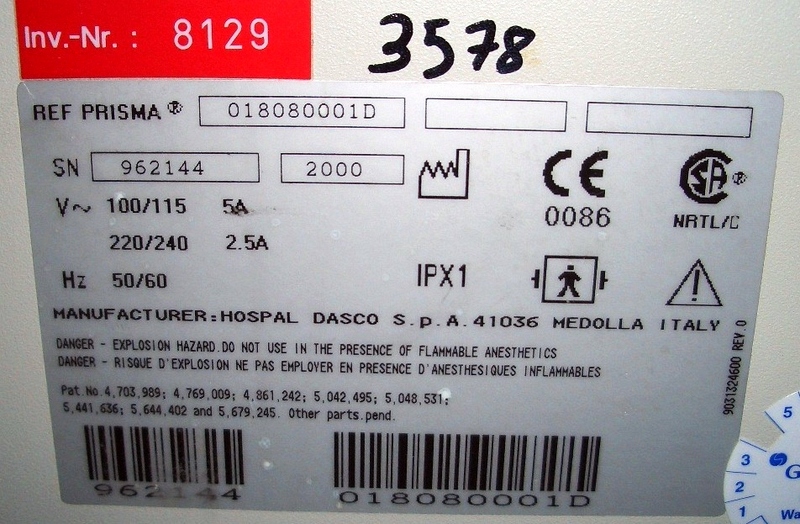 Inv.-Nr. : 8129
3578
REF PRISMA® 018080001D
SN 962144 2000
V~ 100/115 5A
CE
0086
SA®
NRTL/C
220/240 2.5A
Hz 50/60
IPX1
MANUFACTURER:HOSPAL DASCO S.p.A. 41036 MEDOLLA ITALY
DANGER - EXPLOSION HAZARD.DO NOT USE IN THE PRESENCE OF FLAMMABLE ANESTHETICS
DANGER - RISQUE D'EXPLOSION NE PAS EMPLOYER EN PRESENCE D'ANESTHESIQUES INFLAMMABLES
9031324600 REV.0
Pat.No.4,703,989; 4,769,009; 4,861,242; 5,042,495; 5,048,531;
5,441,636; 5,644,402 and 5,679,245. Other parts.pend.
962144
018080001D
5
3
2
1